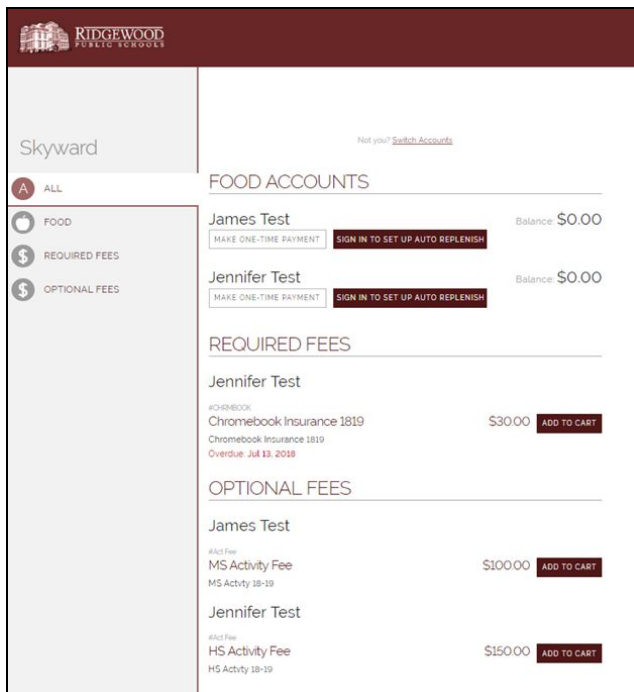 RIDGEWOOD
PUBLIC SCHOOLS
Skyward
A ALL
FOOD
$ REQUIRED FEES
$ OPTIONAL FEES
Not you? Switch Accounts
FOOD ACCOUNTS
James Test Balance: $0.00
MAKE ONE-TIME PAYMENT SIGN IN TO SET UP AUTO REPLENISH
Jennifer Test Balance: $0.00
MAKE ONE-TIME PAYMENT SIGN IN TO SET UP AUTO REPLENISH
REQUIRED FEES
Jennifer Test
#CHRMBOOK
Chromebook Insurance 1819 $30.00 ADD TO CART
Chromebook Insurance 1819
Overdue: Jul 13, 2018
OPTIONAL FEES
James Test
#Act Fee
MS Activity Fee $100.00 ADD TO CART
MS Actvty 18-19
Jennifer Test
#Act Fee
HS Activity Fee $150.00 ADD TO CART
HS Actvty 18-19